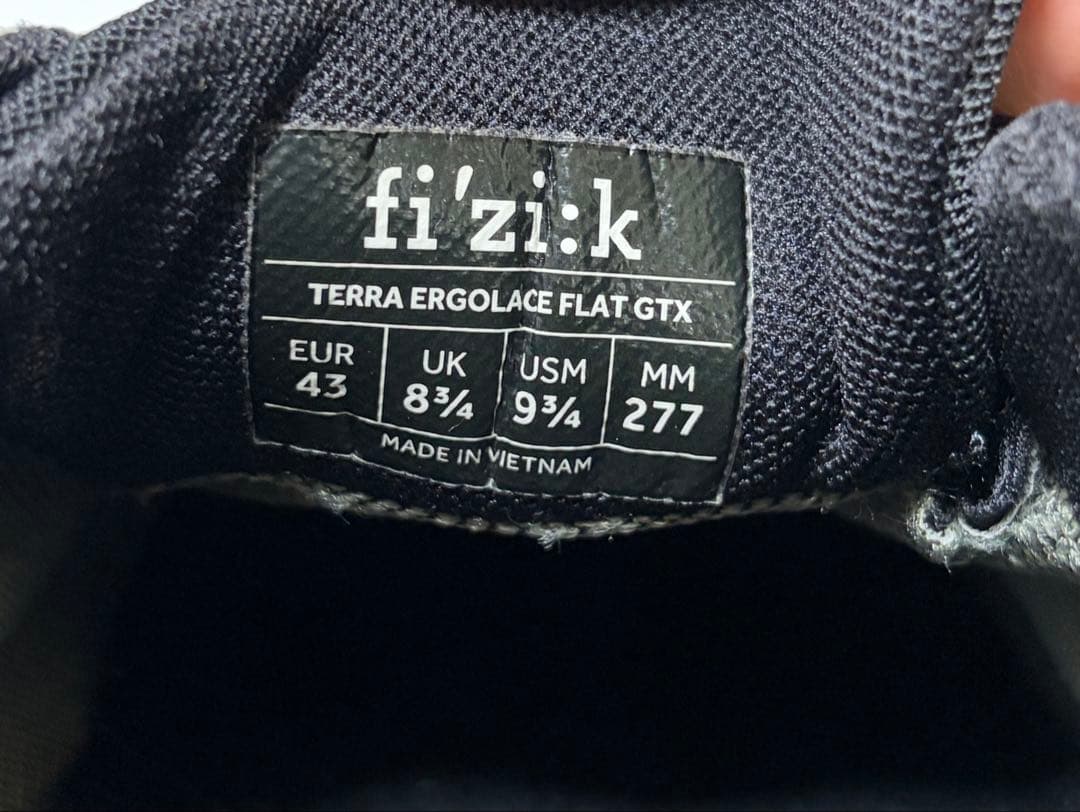 fi'zi:k
TERRA ERGOLACE FLAT GTX
EUR UK USM MM
43 8¾ 9¾ 277
MADE IN VIETNAM